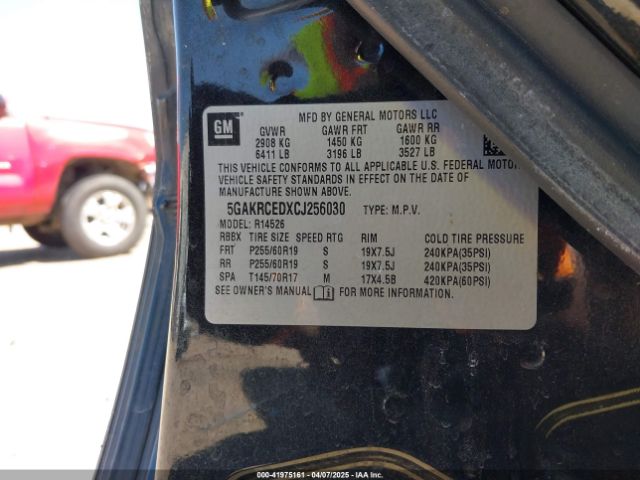 MFD BY GENERAL MOTORS LLC
GM
GVWR GAWR FRT GAWR RR
2908 KG 1450 KG 1600 KG
6411 LB 3196 LB 3527 LB
THIS VEHICLE CONFORMS TO ALL APPLICABLE U.S. FEDERAL MOTOR
VEHICLE SAFETY STANDARDS IN EFFECT ON THE DATE OF
MANUFACTURE SHOWN ABOVE.
5GAKRCEDXCJ256030 TYPE: M.P.V.
MODEL: R14526
RBBX TIRE SIZE SPEED RTG RIM COLD TIRE PRESSURE
FRT P255/60R19 S 19X7.5J 240KPA(35PSI)
RR P255/60R19 S 19X7.5J 240KPA(35PSI)
SPA T145/70R17 M 17X4.5B 420KPA(60PSI)
SEE OWNER'S MANUAL i FOR MORE INFORMATION.
000-41975161 - 04/07/2025 - IAA Inc.